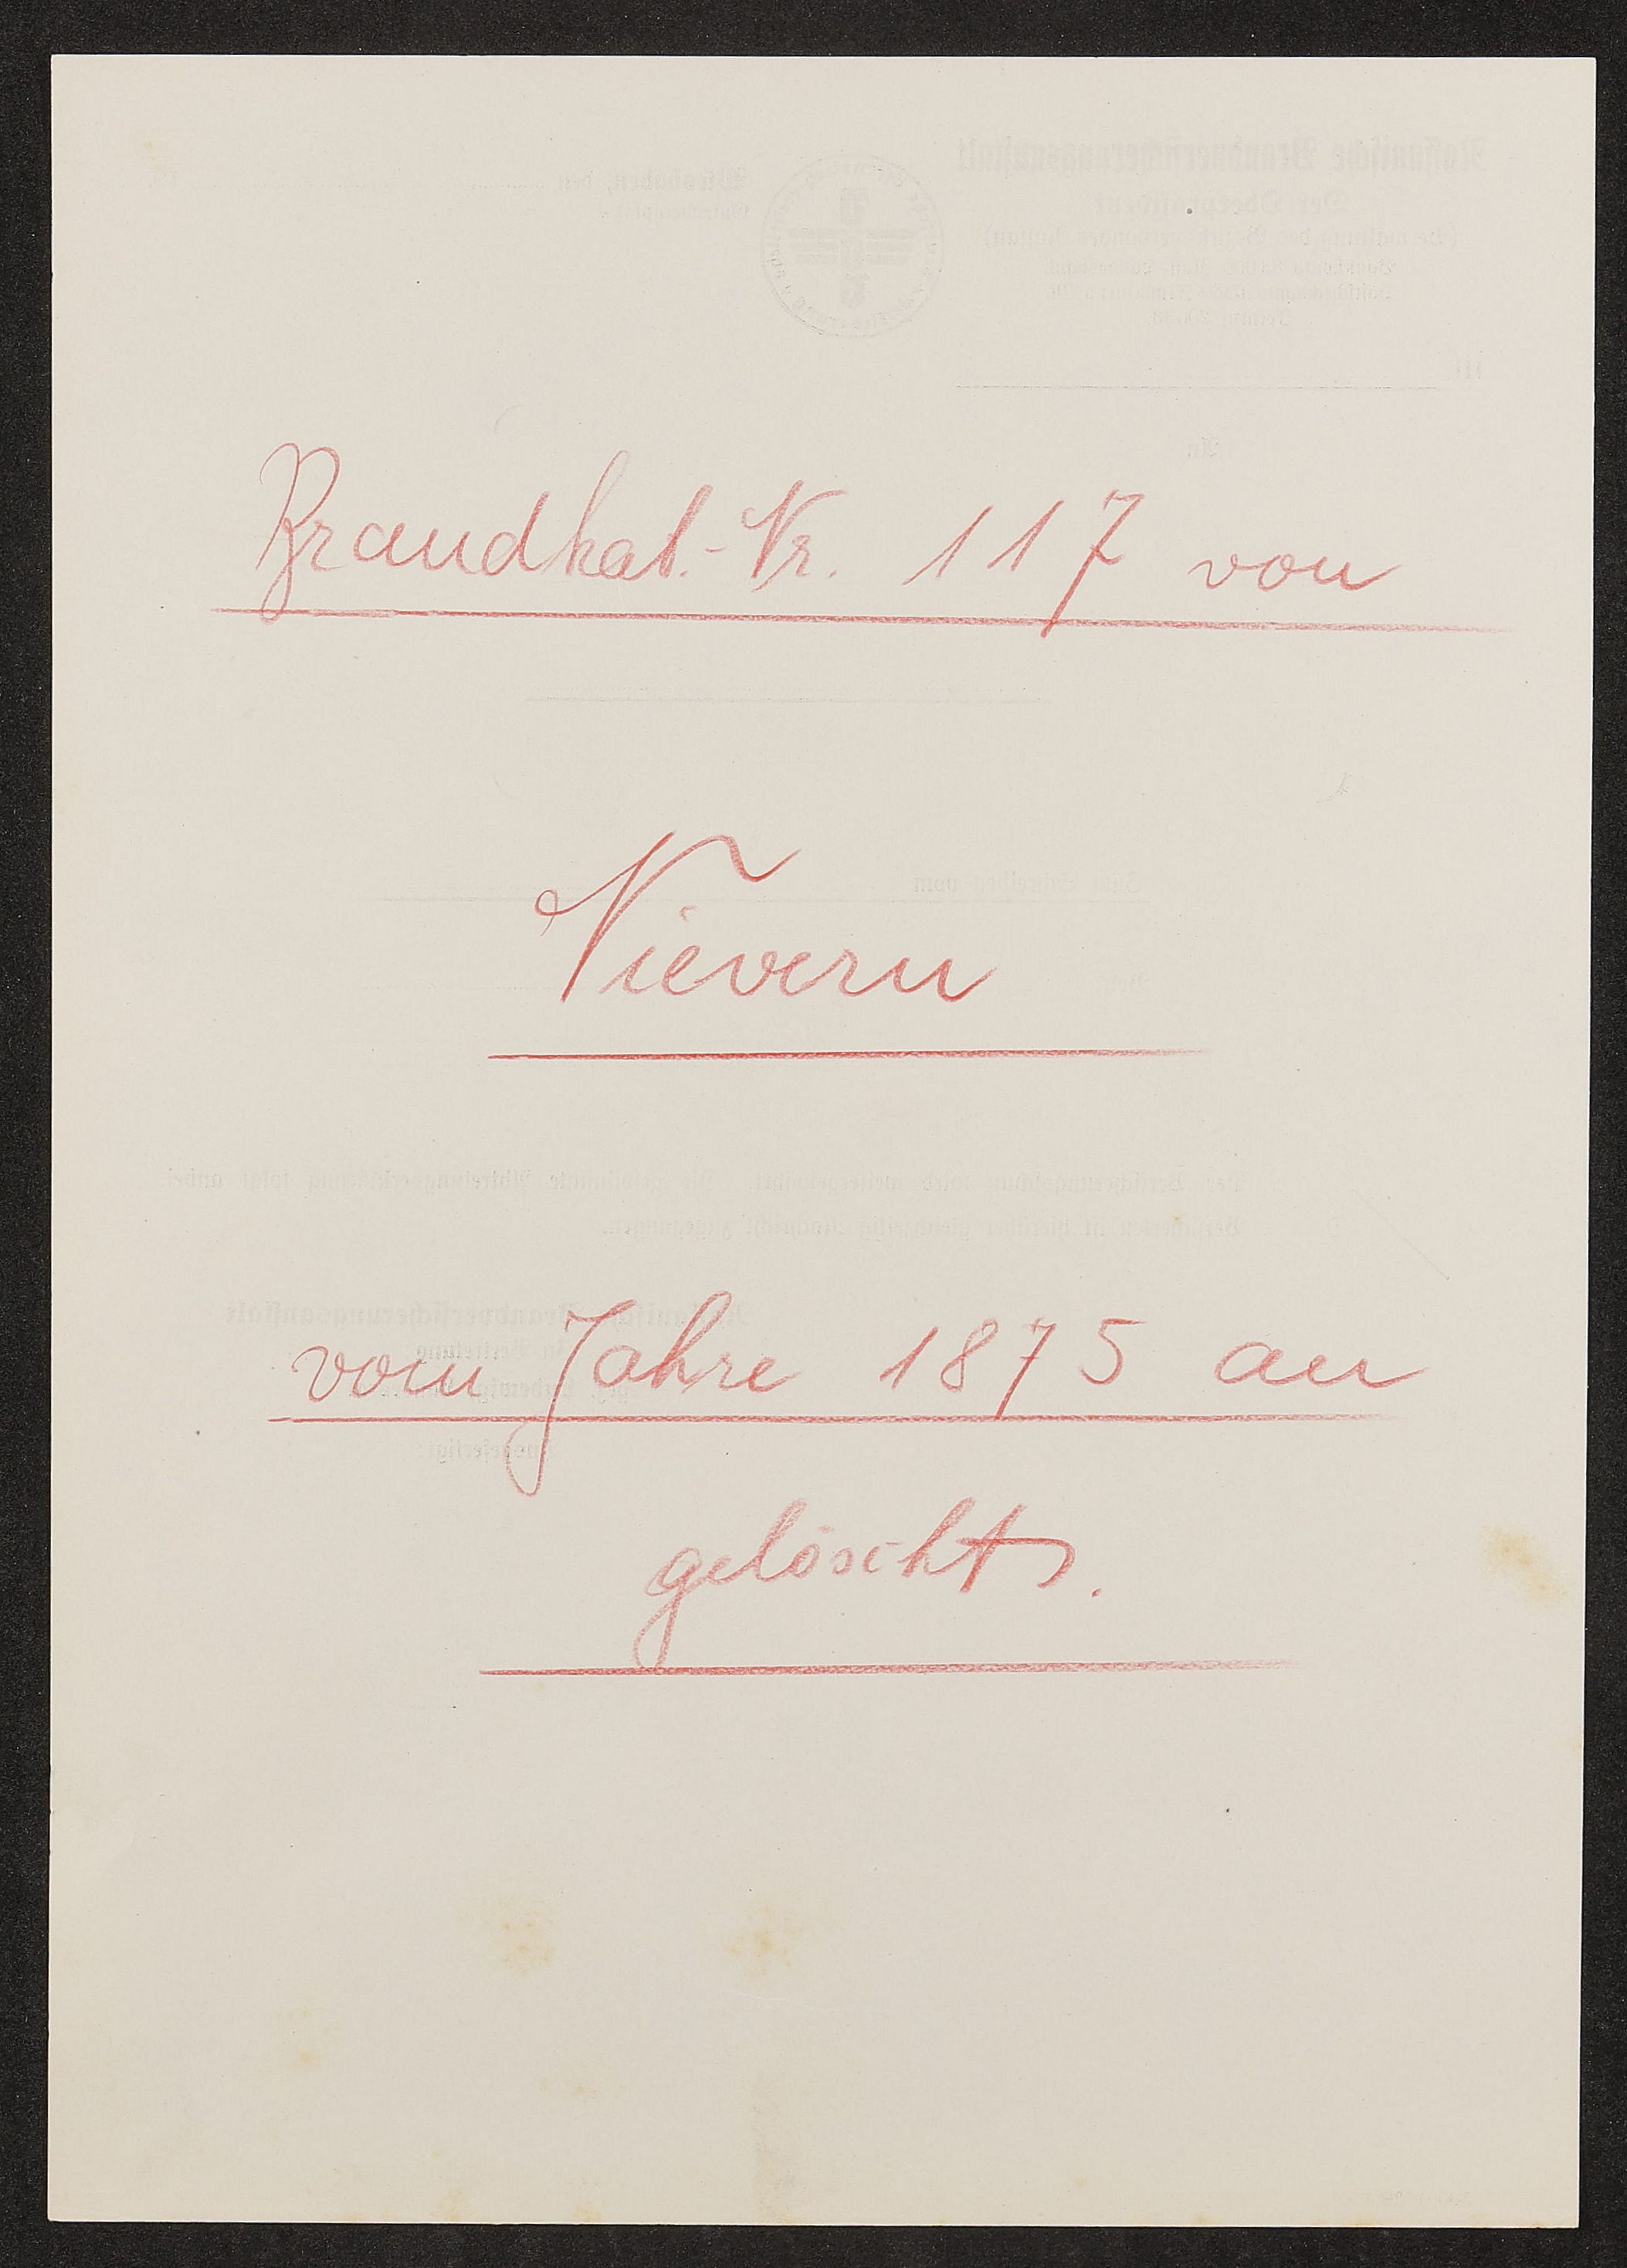 Brandkat.-Nr. 117 von
Nievern
vom Jahre 1875 an
gelöscht.